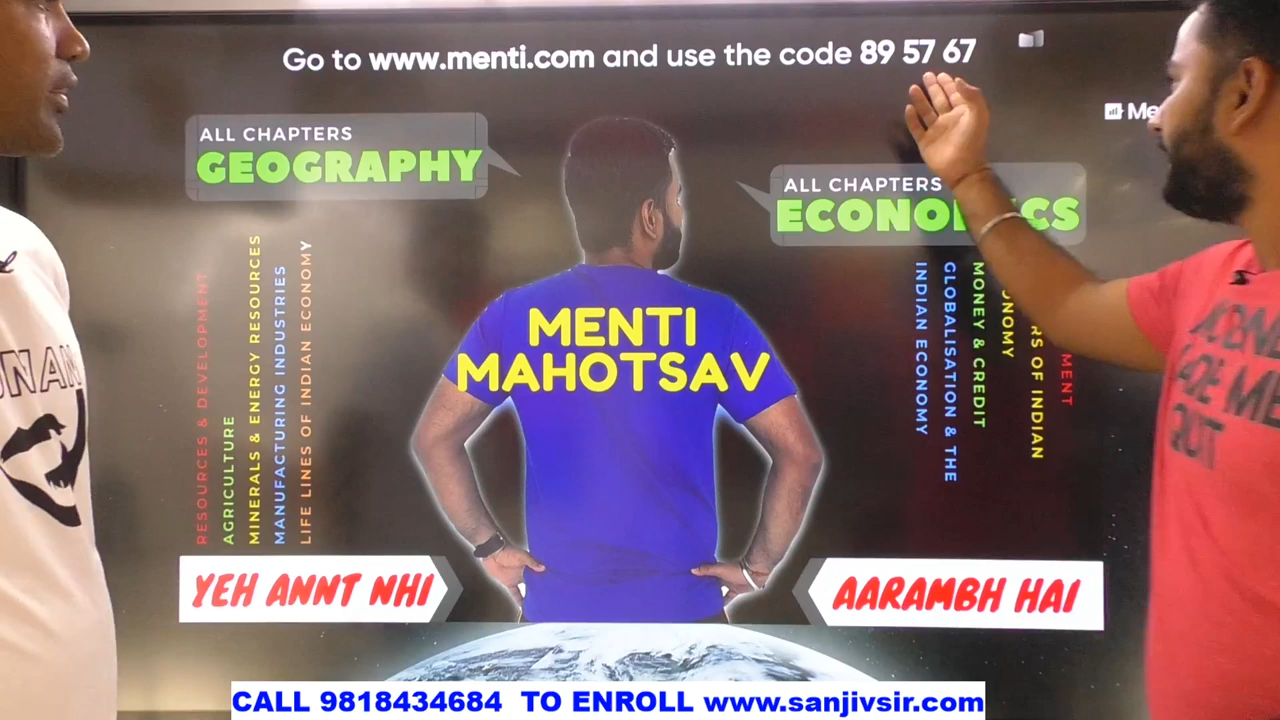 Go to www.menti.com and use the code 89 57 67
ALL CHAPTERS
GEOGRAPHY
ALL CHAPTERS
RESOURCES & DEVELOPMENT
AGRICULTURE
MINERALS & ENERGY RESOURCES
MANUFACTURING INDUSTRIES
LIFE LINES OF INDIAN ECONOMY
MENTI
MAHOTSAV
INDIAN ECONOMY
GLOBALISATION & THE
MONEY & CREDIT
OF INDIAN
YEH ANNT NHI
AARAMBH HAI
CALL 9818434684 TO ENROLL www.sanjivsir.com